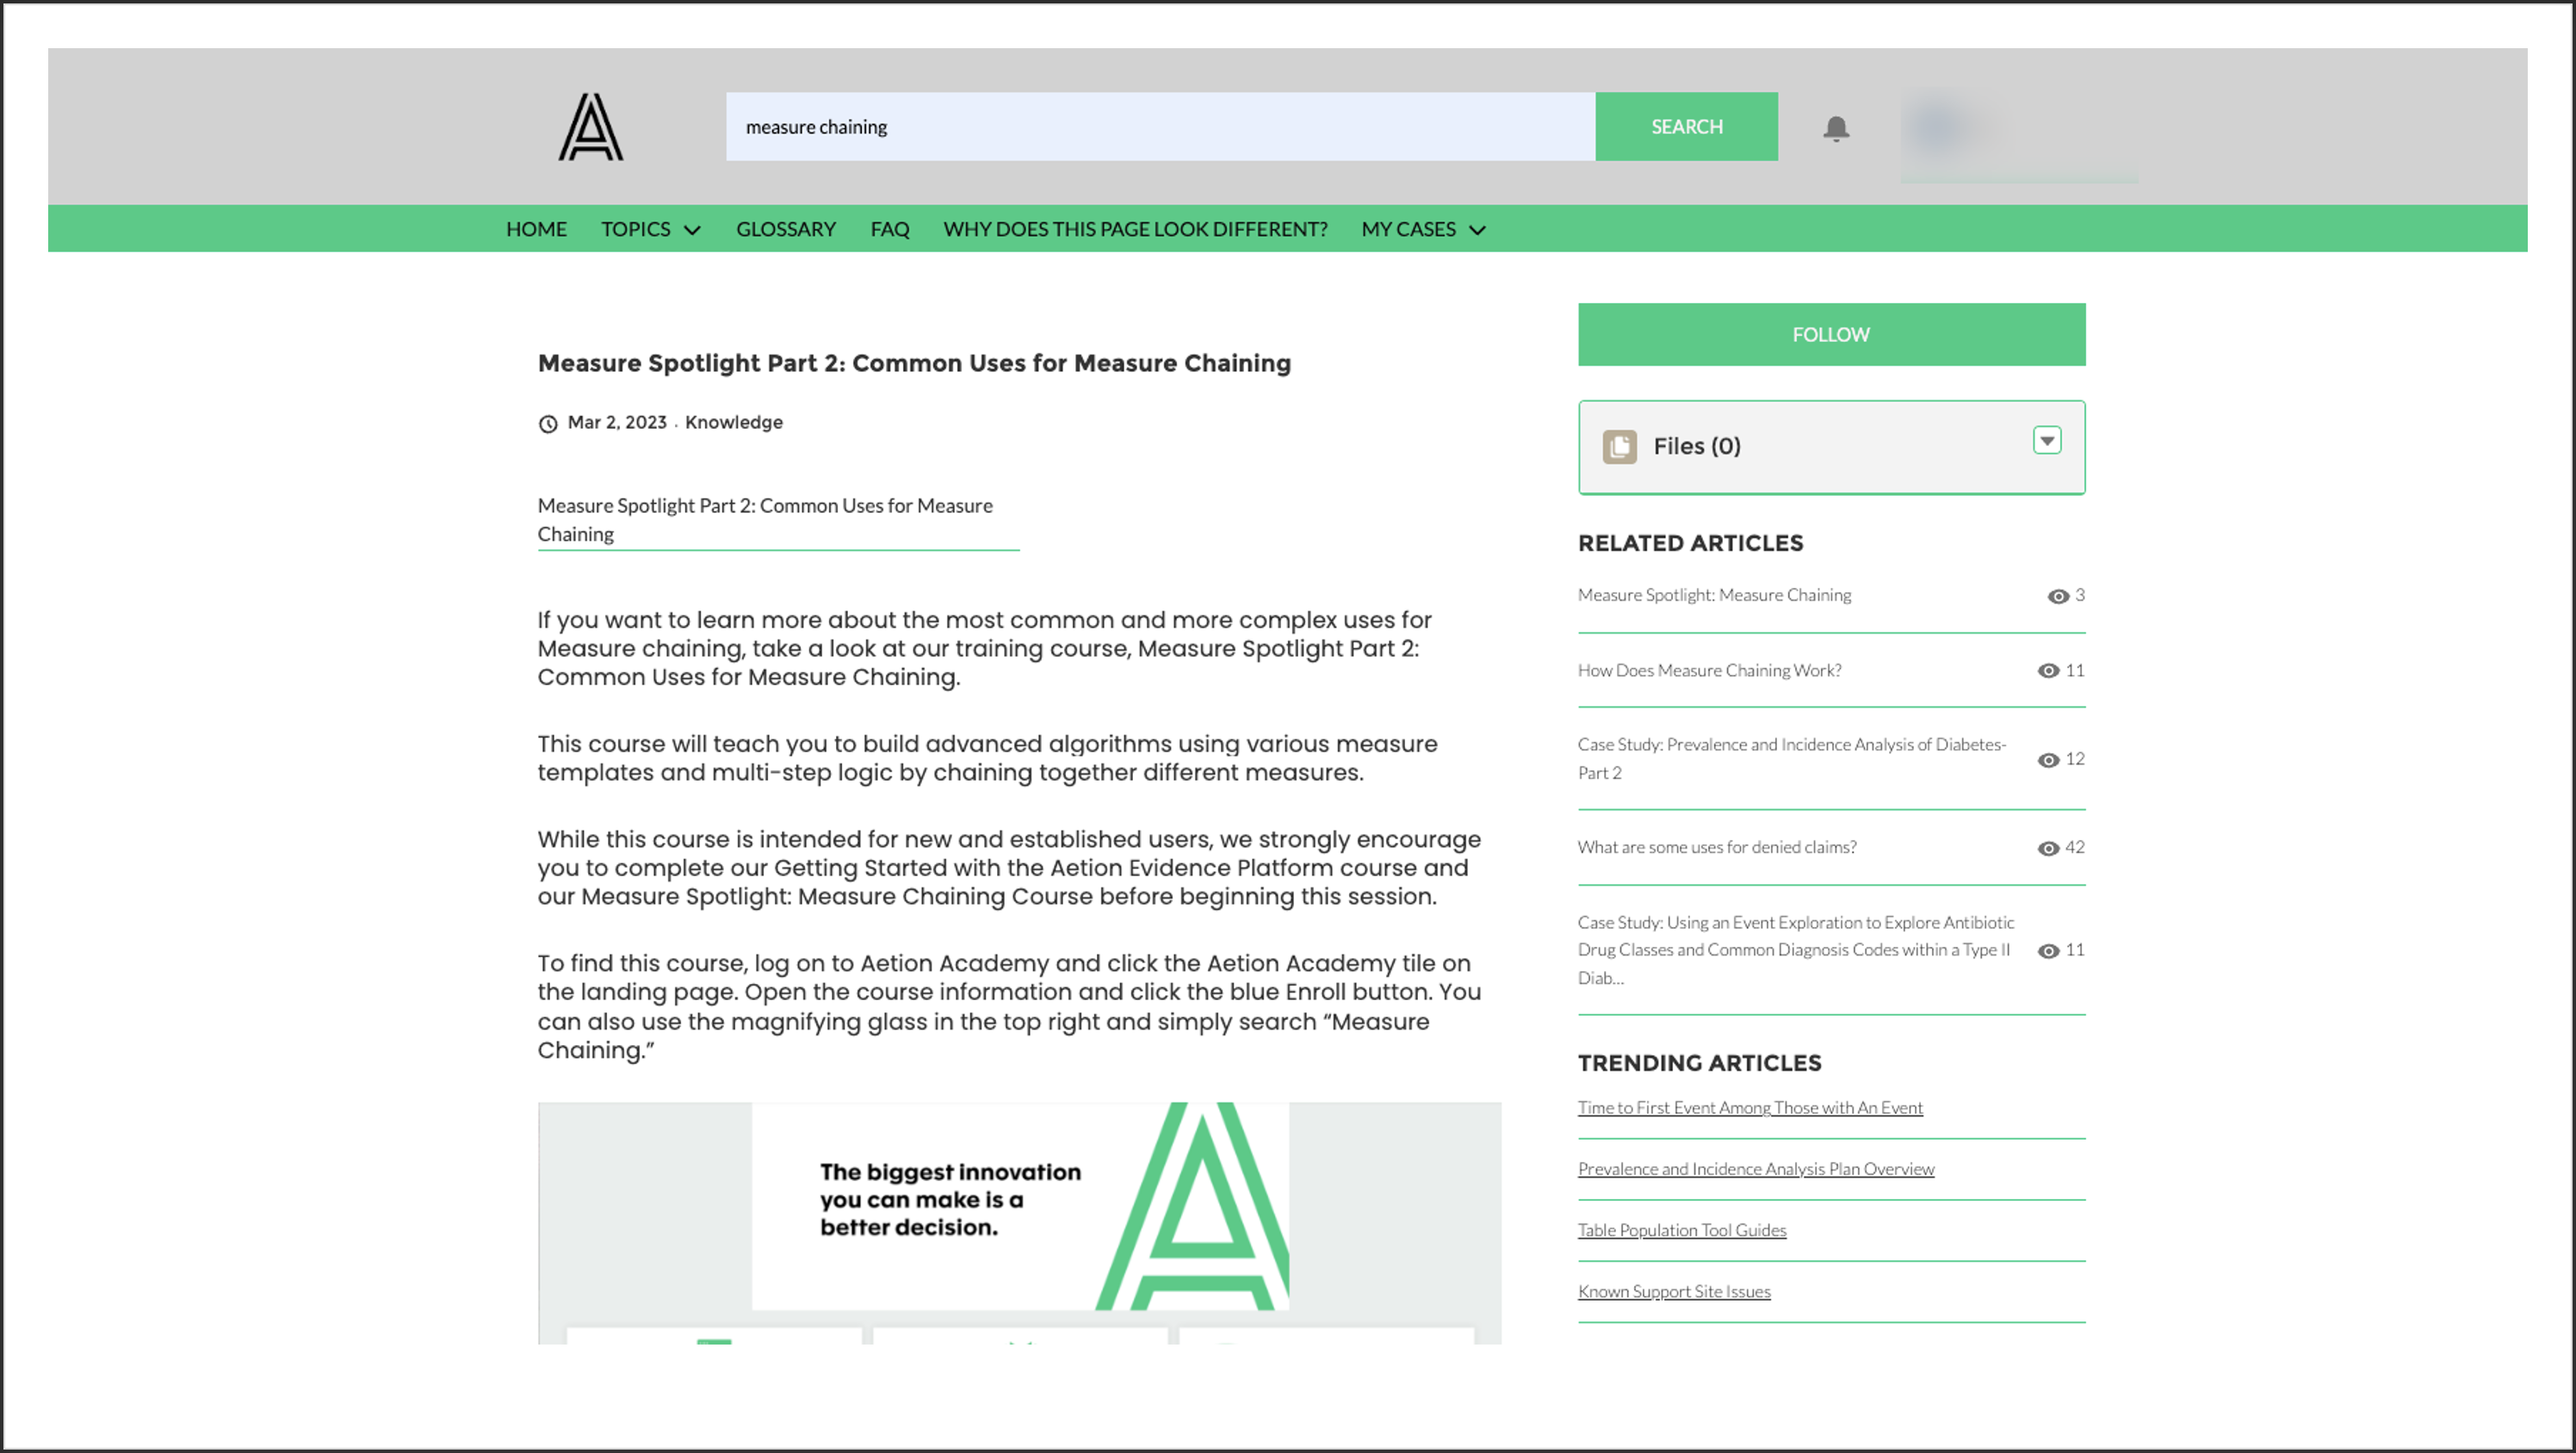 measure chaining
SEARCH
HOME TOPICS GLOSSARY FAQ WHY DOES THIS PAGE LOOK DIFFERENT? MY CASES
Measure Spotlight Part 2: Common Uses for Measure Chaining
Mar 2, 2023 . Knowledge
Measure Spotlight Part 2: Common Uses for Measure
Chaining
If you want to learn more about the most common and more complex uses for
Measure chaining, take a look at our training course, Measure Spotlight Part 2:
Common Uses for Measure Chaining.
This course will teach you to build advanced algorithms using various measure
templates and multi-step logic by chaining together different measures.
While this course is intended for new and established users, we strongly encourage
you to complete our Getting Started with the Aetion Evidence Platform course and
our Measure Spotlight: Measure Chaining Course before beginning this session.
To find this course, log on to Aetion Academy and click the Aetion Academy tile on
the landing page. Open the course information and click the blue Enroll button. You
can also use the magnifying glass in the top right and simply search “Measure
Chaining.”
The biggest innovation
you can make is a
better decision.
FOLLOW
Files (0)
RELATED ARTICLES
Measure Spotlight: Measure Chaining 3
How Does Measure Chaining Work? 11
Case Study: Prevalence and Incidence Analysis of Diabetes-
Part 2 12
What are some uses for denied claims? 42
Case Study: Using an Event Exploration to Explore Antibiotic
Drug Classes and Common Diagnosis Codes within a Type II 11
Diab...
TRENDING ARTICLES
Time to First Event Among Those with An Event
Prevalence and Incidence Analysis Plan Overview
Table Population Tool Guides
Known Support Site Issues